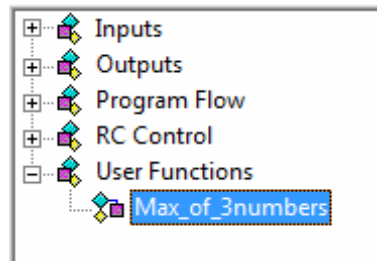 Inputs
Outputs
Program Flow
RC Control
User Functions
Max_of_3numbers